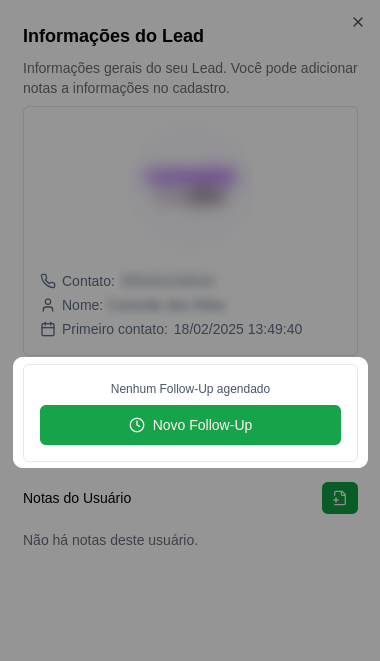 Informações do Lead
Informações gerais do seu Lead. Você pode adicionar
notas a informações no cadastro.
Contato:
Nome:
Primeiro contato: 18/02/2025 13:49:40
Nenhum Follow-Up agendado
Novo Follow-Up
Notas do Usuário
Não há notas deste usuário.